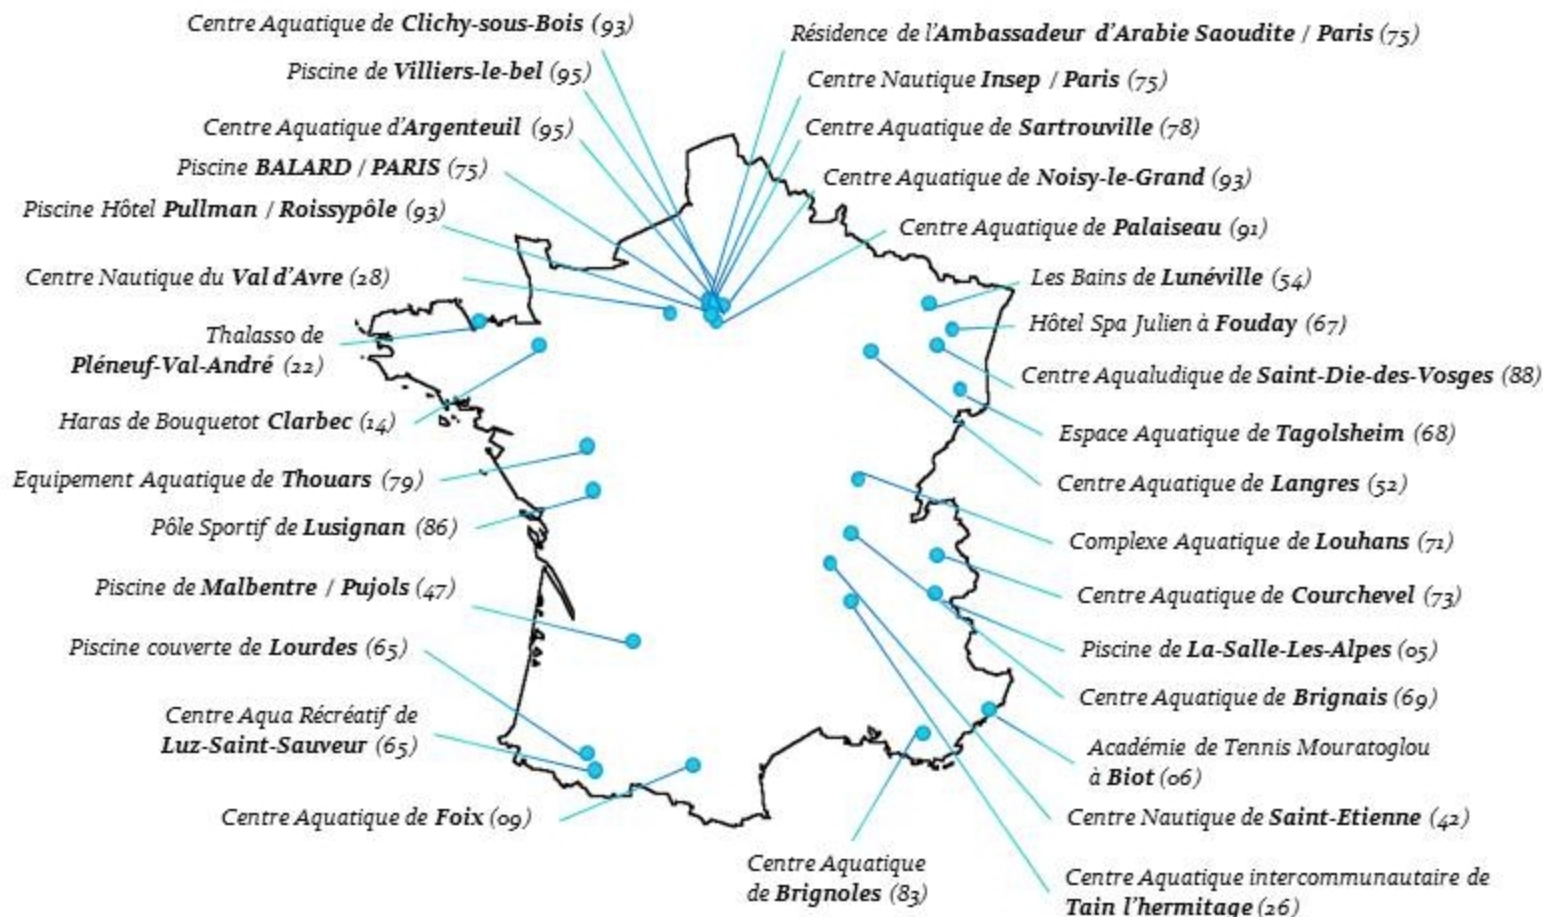 Centre Aquatique de Clichy-sous-Bois (93)
Piscine de Villiers-le-bel (95)
Centre Aquatique d'Argenteuil (95)
Piscine BALARD / PARIS (75)
Piscine Hôtel Pullman / Roissypôle (93)
Centre Nautique du Val d'Avre (28)
Thalasso de
Pléneuf-Val-André (22)
Haras de Bouquetot Clarbec (14)
Equipement Aquatique de Thouars (79)
Pôle Sportif de Lusignan (86)
Piscine de Malbentre / Pujols (47)
Piscine couverte de Lourdes (65)
Centre Aqua Récréatif de
Luz-Saint-Sauveur (65)
Centre Aquatique de Foix (09)
Résidence de l'Ambassadeur d'Arabie Saoudite / Paris (75)
Centre Nautique Insep / Paris (75)
Centre Aquatique de Sartrouville (78)
Centre Aquatique de Noisy-le-Grand (93)
Centre Aquatique de Palaiseau (91)
Les Bains de Lunéville (54)
Hôtel Spa Julien à Fouday (67)
Centre Aqualudique de Saint-Die-des-Vosges (88)
Espace Aquatique de Tagolsheim (68)
Centre Aquatique de Langres (52)
Complexe Aquatique de Louhans (71)
Centre Aquatique de Courchevel (73)
Piscine de La-Salle-Les-Alpes (05)
Centre Aquatique de Brignais (69)
Académie de Tennis Mouratoglou
à Biot (06)
Centre Nautique de Saint-Etienne (42)
Centre Aquatique
de Brignoles (83)
Centre Aquatique intercommunautaire de
Tain l'hermitage (26)